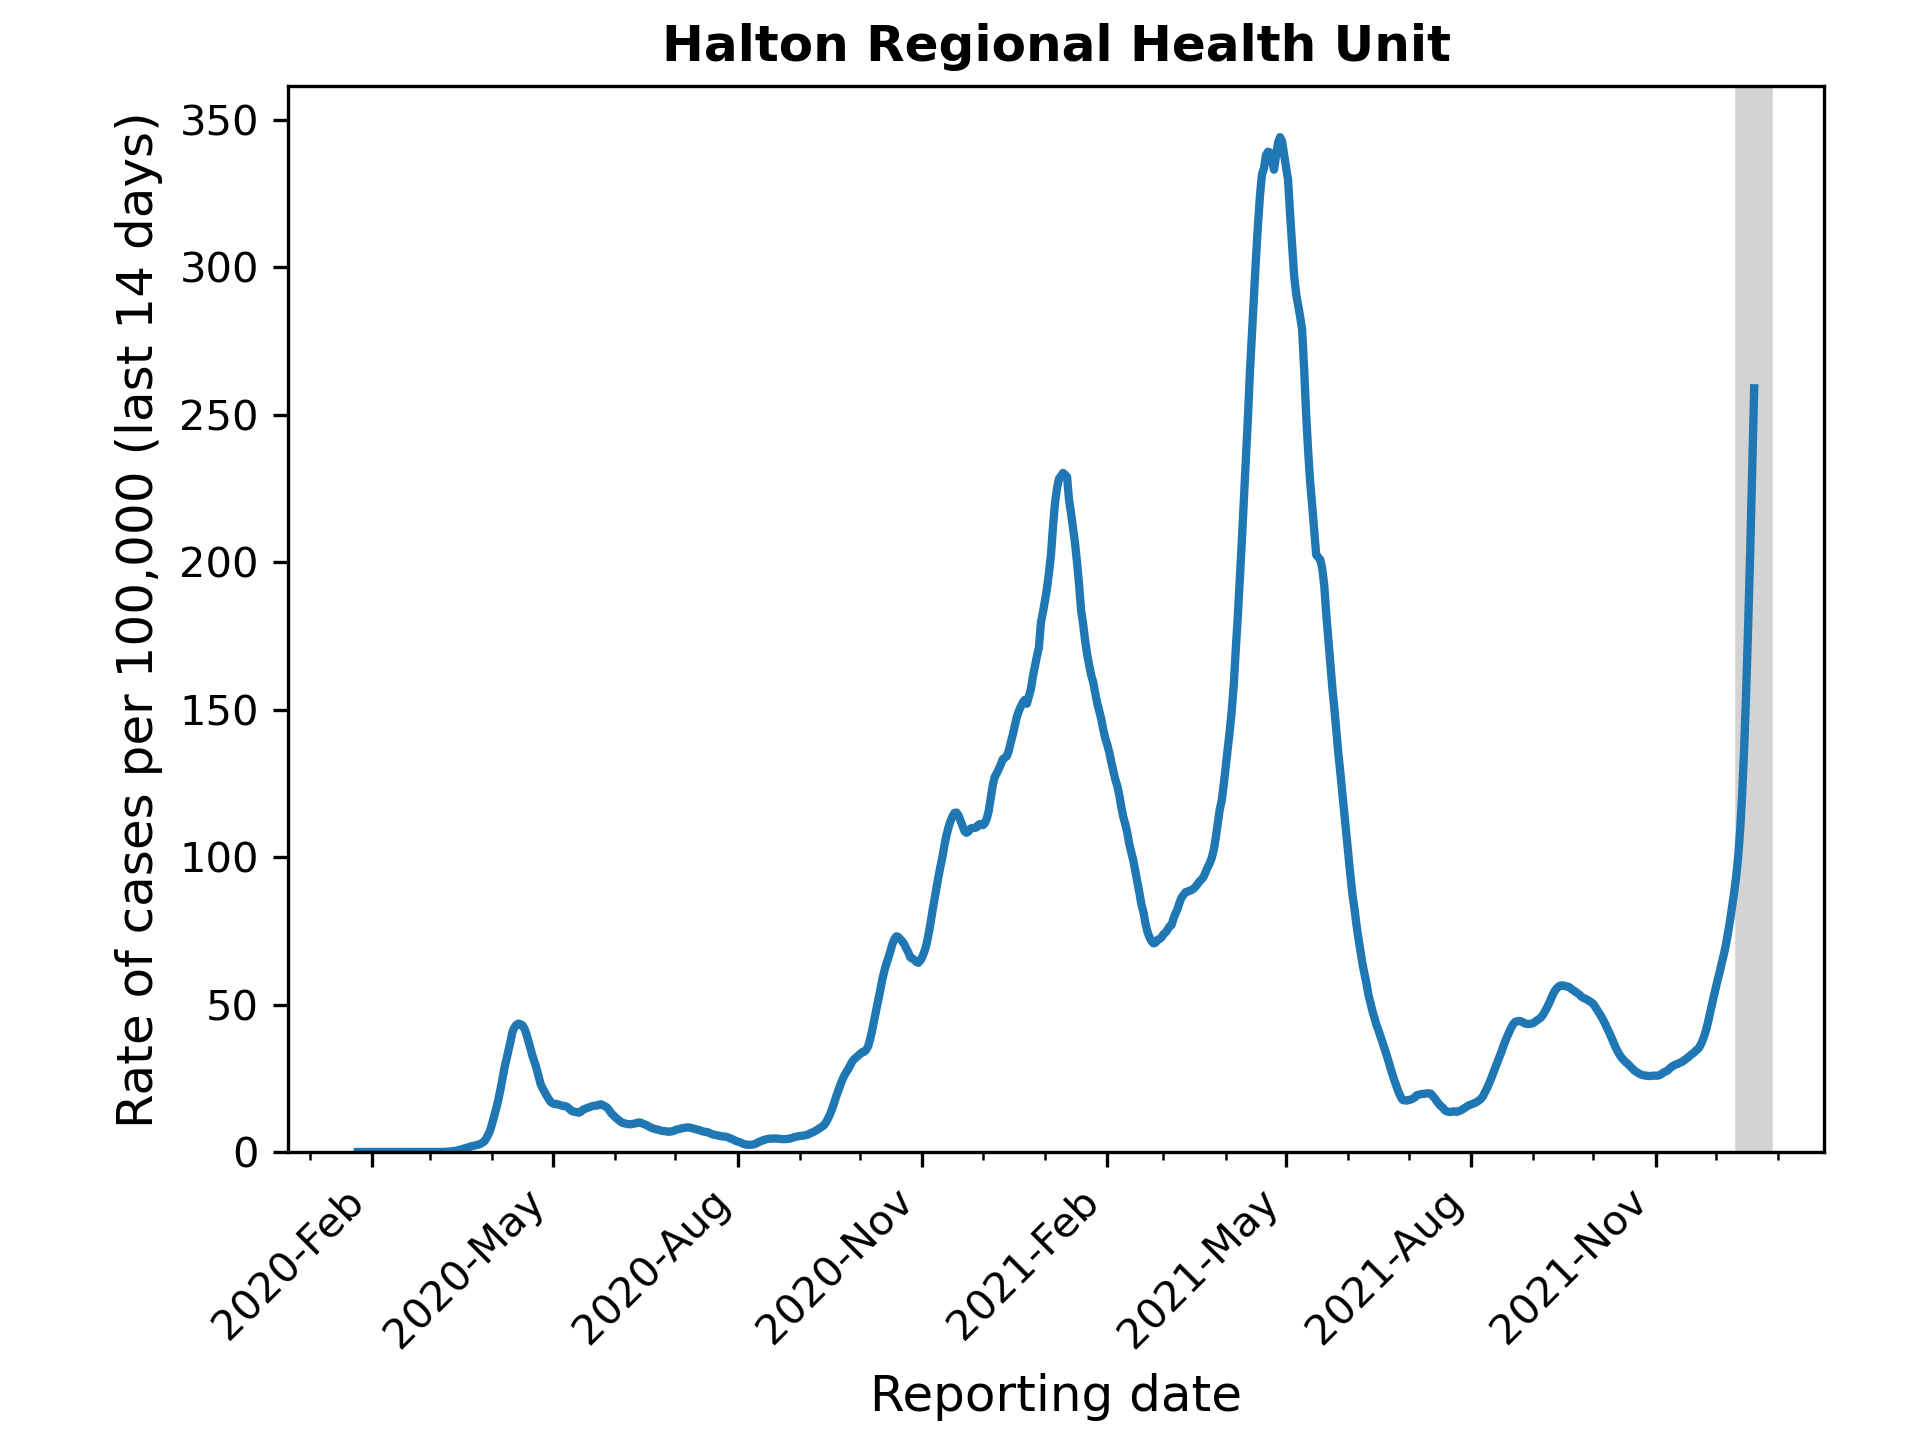 Halton Regional Health Unit
Rate of cases per 100,000 (last 14 days)
350
300
250
200
150
100
50
0
2020-Feb
2020-May
2020-Aug
2020-Nov
2021-Feb
2021-May
2021-Aug
2021-Nov
Reporting date